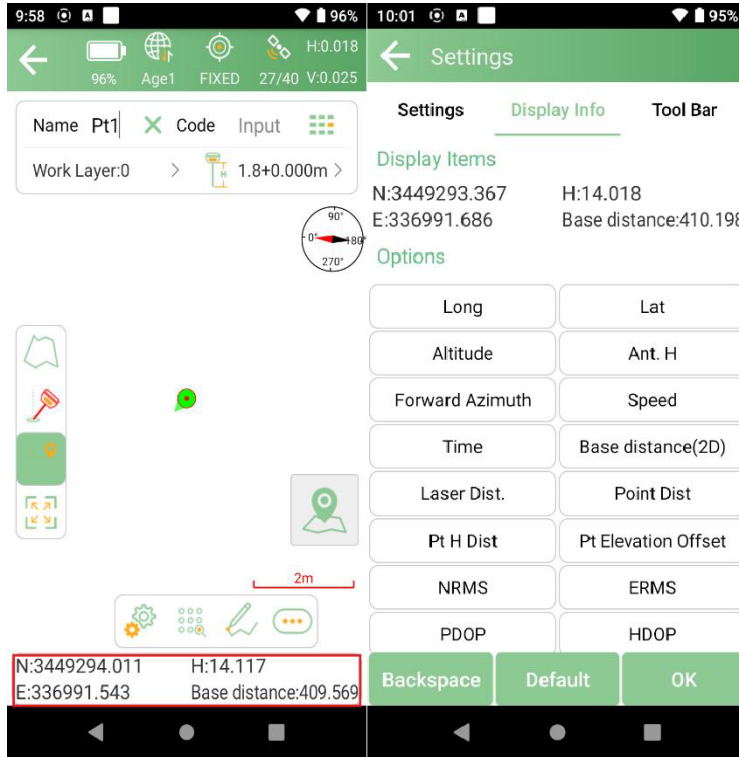 9:58 A 96%
H:0.018
96% Age1 FIXED 27/40 V:0.025
Name Pt1 Code Input
Work Layer:0 > H 1.8+0.000m >
90°
0° 180
270°
2m
N:3449294.011 H:14.117
E:336991.543 Base distance:409.569
10:01 A 95%
Settings
Settings Display Info Tool Bar
Display Items
N:3449293.367 H:14.018
E:336991.686 Base distance:410.198
Options
Long Lat
Altitude Ant. H
Forward Azimuth Speed
Time Base distance(2D)
Laser Dist. Point Dist
Pt H Dist Pt Elevation Offset
NRMS ERMS
PDOP HDOP
Backspace Default OK